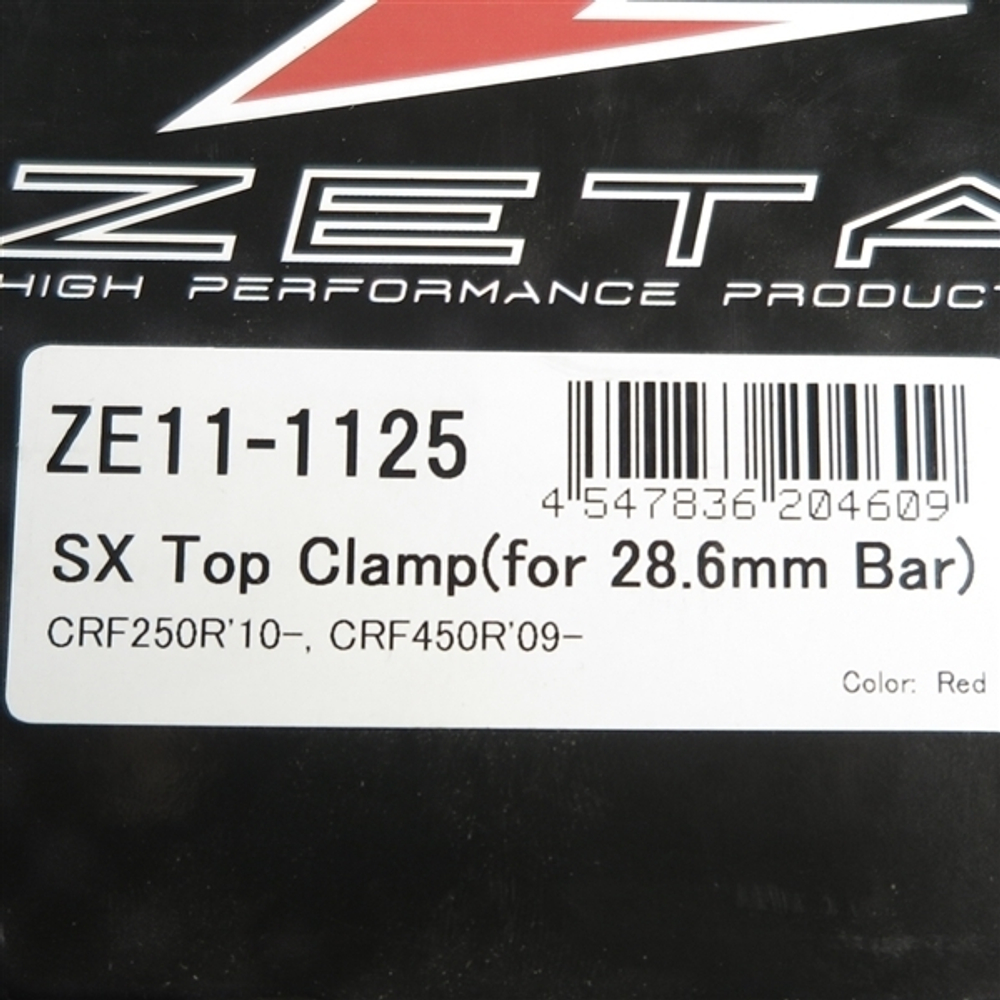 ZETA
HIGH PERFORMANCE PRODUCT
ZE11-1125
4 547836 204609
SX Top Clamp(for 28.6mm Bar)
CRF250R'10-, CRF450R'09-
Color: Red